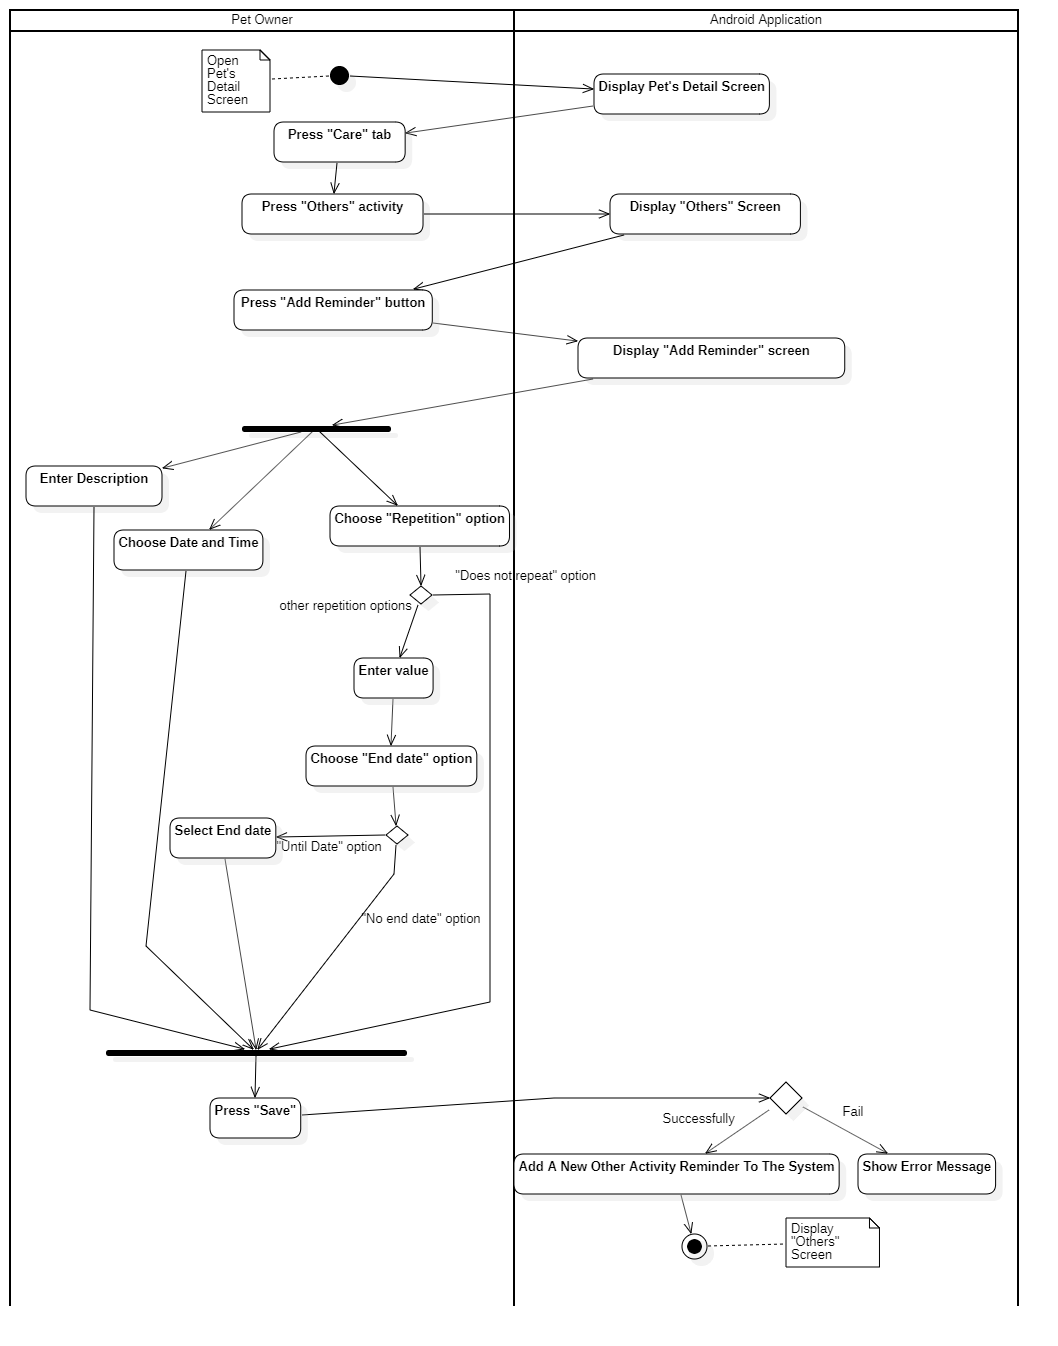 Pet Owner
Android Application
Open
Pet's
Detail
Screen
Display Pet's Detail Screen
Press "Care" tab
Press "Others" activity
Display "Others" Screen
Press "Add Reminder" button
Display "Add Reminder" screen
Enter Description
Choose "Repetition" option
Choose Date and Time
"Does not repeat" option
other repetition options
Enter value
Choose "End date" option
Select End date
"Until Date" option
"No end date" option
Press "Save"
Successfully
Fail
Add A New Other Activity Reminder To The System
Show Error Message
Display
"Others"
Screen